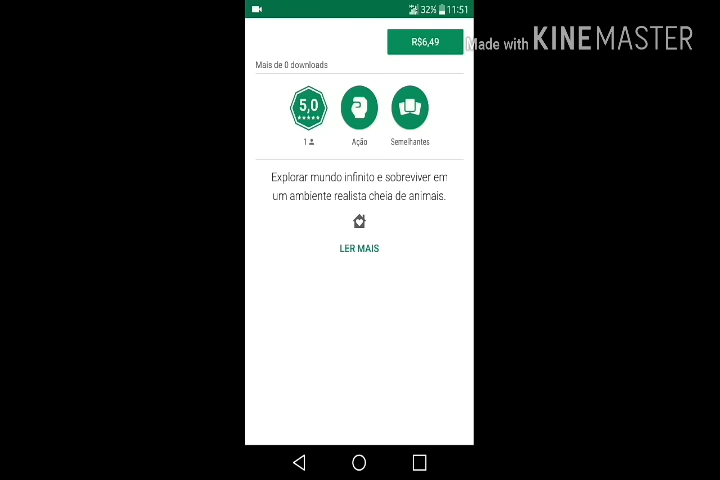 32% 11:51
R$6,49
Made with KINEMASTER
Mais de 0 downloads
5,0
1
Ação
Semelhantes
Explorar mundo infinito e sobreviver em
um ambiente realista cheia de animais.
LER MAIS